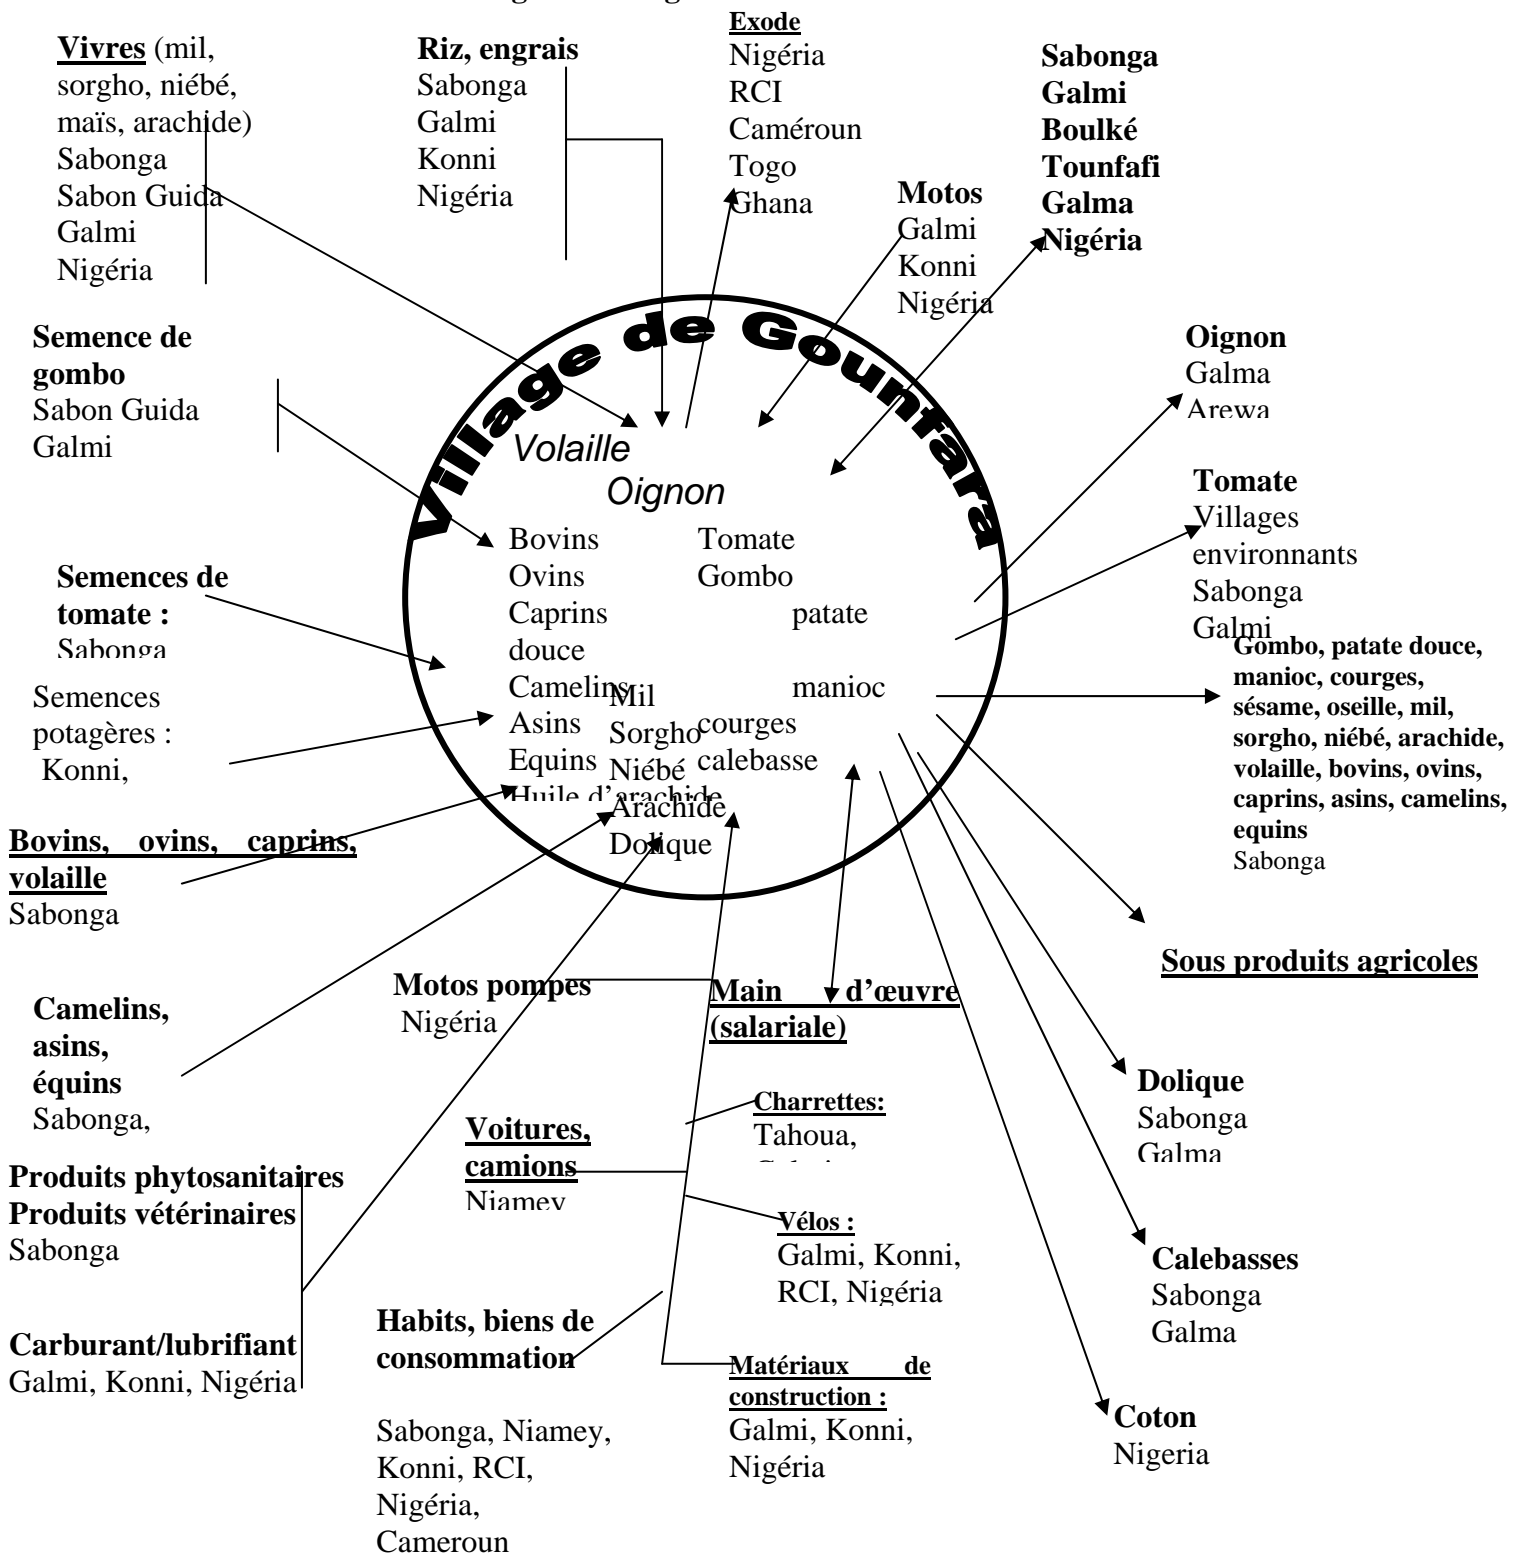 Exode
Vivres (mil,
sorgho, niébé,
maïs, arachide)
Sabonga
Sabon Guida
Galmi
Nigéria
Riz, engrais
Sabonga
Galmi
Konni
Nigéria
Nigéria
RCI
Caméroun
Togo
Ghana
Motos
Galmi
Konni
Nigéria
Sabonga
Galmi
Boulké
Tounfafi
Galma
Nigéria
Semence de
gombo
Sabon Guida
Galmi
Village de Gounfara
Oignon
Galma
Arewa
Volaille
Oignon
Tomate
Villages
environnants
Sabonga
Galmi
Bovins Tomate
Ovins Gombo
Caprins patate
douce
Camelins manioc
Asins courges
Equins calebasse
Huile d'arachide
Mil
Sorgho
Niébé
Arachide
Dolique
Semences de
tomate :
Sabonga
Semences
potagères :
Konni,
Gombo, patate douce,
manioc, courges,
sésame, oseille, mil,
sorgho, niébé, arachide,
volaille, bovins, ovins,
caprins, asins, camelins,
equins
Sabonga
Bovins, ovins, caprins,
volaille
Sabonga
Sous produits agricoles
Camelins,
asins,
équins
Sabonga,
Motos pompes
Nigéria
Main d'œuvre
(salariale)
Dolique
Sabonga
Galma
Charrettes:
Tahoua,
Voitures,
camions
Niamey
Produits phytosanitaires
Produits vétérinaires
Sabonga
Vélos :
Galmi, Konni,
RCI, Nigéria
Calebasses
Sabonga
Galma
Carburant/lubrifiant
Galmi, Konni, Nigéria
Habits, biens de
consommation
Sabonga, Niamey,
Konni, RCI,
Nigéria,
Cameroun
Matériaux de
construction :
Galmi, Konni,
Nigéria
Coton
Nigeria